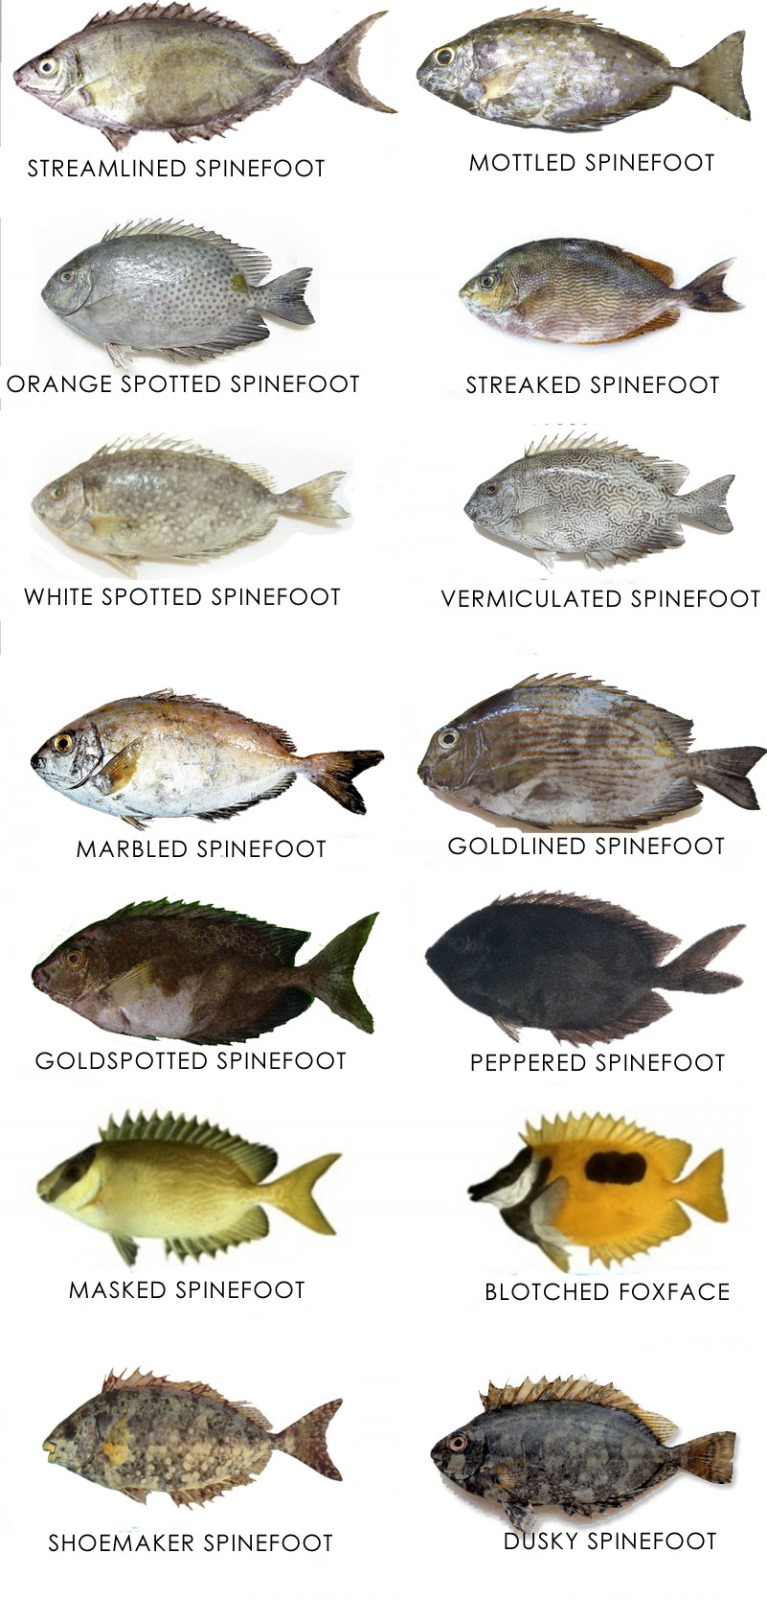 STREAMLINED SPINEFOOT
MOTTLED SPINEFOOT
ORANGE SPOTTED SPINEFOOT
STREAKED SPINEFOOT
WHITE SPOTTED SPINEFOOT
VERMICULATED SPINEFOOT
MARBLED SPINEFOOT
GOLDLINED SPINEFOOT
GOLDSPOTTED SPINEFOOT
PEPPERED SPINEFOOT
MASKED SPINEFOOT
BLOTCHED FOXFACE
SHOEMAKER SPINEFOOT
DUSKY SPINEFOOT